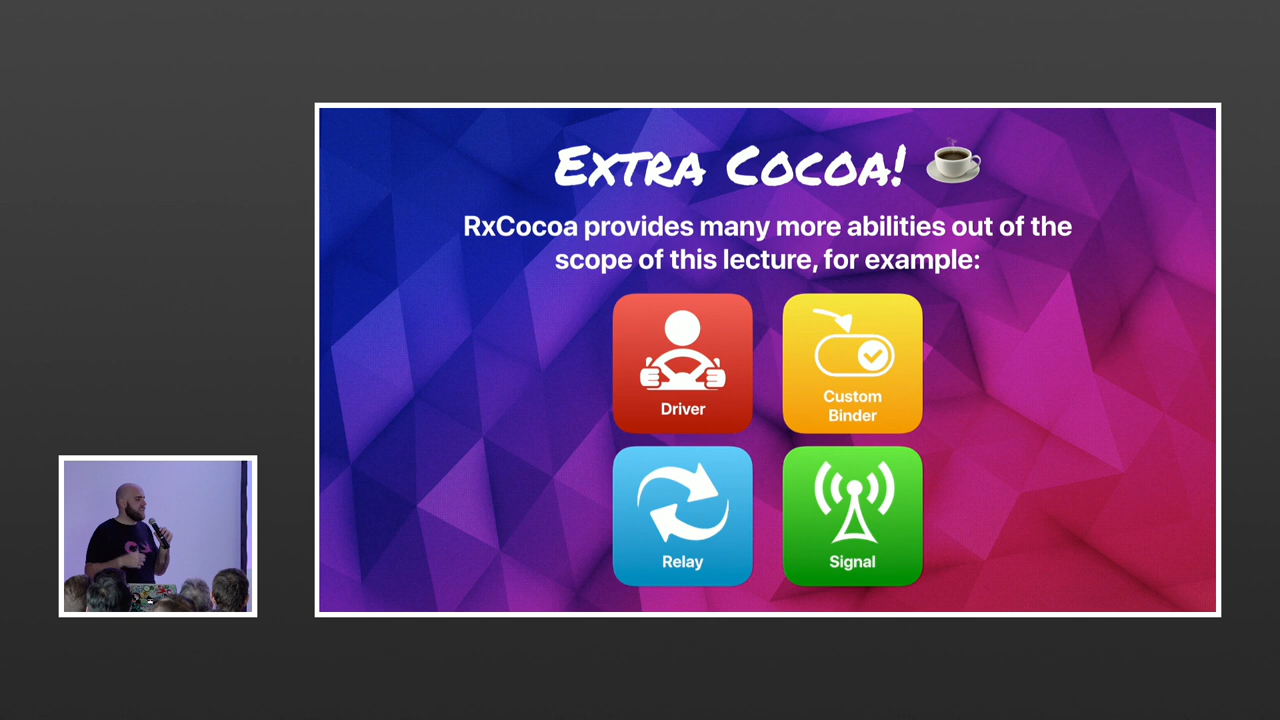 EXTRA COCOA!
RxCocoa provides many more abilities out of the
scope of this lecture, for example:
Driver
Custom
Binder
Relay
Signal